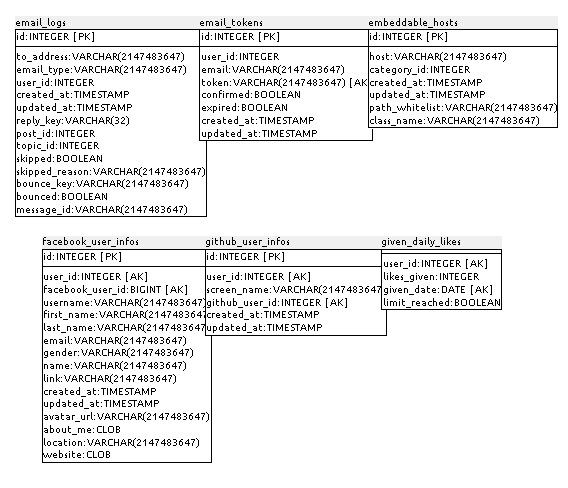 email_logs
id:INTEGER [PK]
to_address:VARCHAR(2147483647)
email_type:VARCHAR(2147483647)
user_id:INTEGER
created_at:TIMESTAMP
updated_at:TIMESTAMP
reply_key:VARCHAR(32)
post_id:INTEGER
topic_id:INTEGER
skipped:BOOLEAN
skipped_reason:VARCHAR(2147483647)
bounce_key:VARCHAR(2147483647)
bounced:BOOLEAN
message_id:VARCHAR(2147483647)
email_tokens
id:INTEGER [PK]
user_id:INTEGER
email:VARCHAR(2147483647)
token:VARCHAR(2147483647) [AK
confirmed:BOOLEAN
expired:BOOLEAN
created_at:TIMESTAMP
updated_at:TIMESTAMP
embeddable_hosts
id:INTEGER [PK]
host:VARCHAR(2147483647)
category_id:INTEGER
created_at:TIMESTAMP
updated_at:TIMESTAMP
path_whitelist:VARCHAR(2147483647)
class_name:VARCHAR(2147483647)
facebook_user_infos
id:INTEGER [PK]
user_id:INTEGER [AK]
facebook_user_id:BIGINT [AK]
username:VARCHAR(2147483647)
first_name:VARCHAR(2147483647)
last_name:VARCHAR(2147483647)
email:VARCHAR(2147483647)
gender:VARCHAR(2147483647)
name:VARCHAR(2147483647)
link:VARCHAR(2147483647)
created_at:TIMESTAMP
updated_at:TIMESTAMP
avatar_url:VARCHAR(2147483647)
about_me:CLOB
location:VARCHAR(2147483647)
website:CLOB
github_user_infos
id:INTEGER [PK]
user_id:INTEGER [AK]
screen_name:VARCHAR(2147483647)
github_user_id:INTEGER [AK]
created_at:TIMESTAMP
updated_at:TIMESTAMP
given_daily_likes
user_id:INTEGER [AK]
likes_given:INTEGER
given_date:DATE [AK]
limit_reached:BOOLEAN